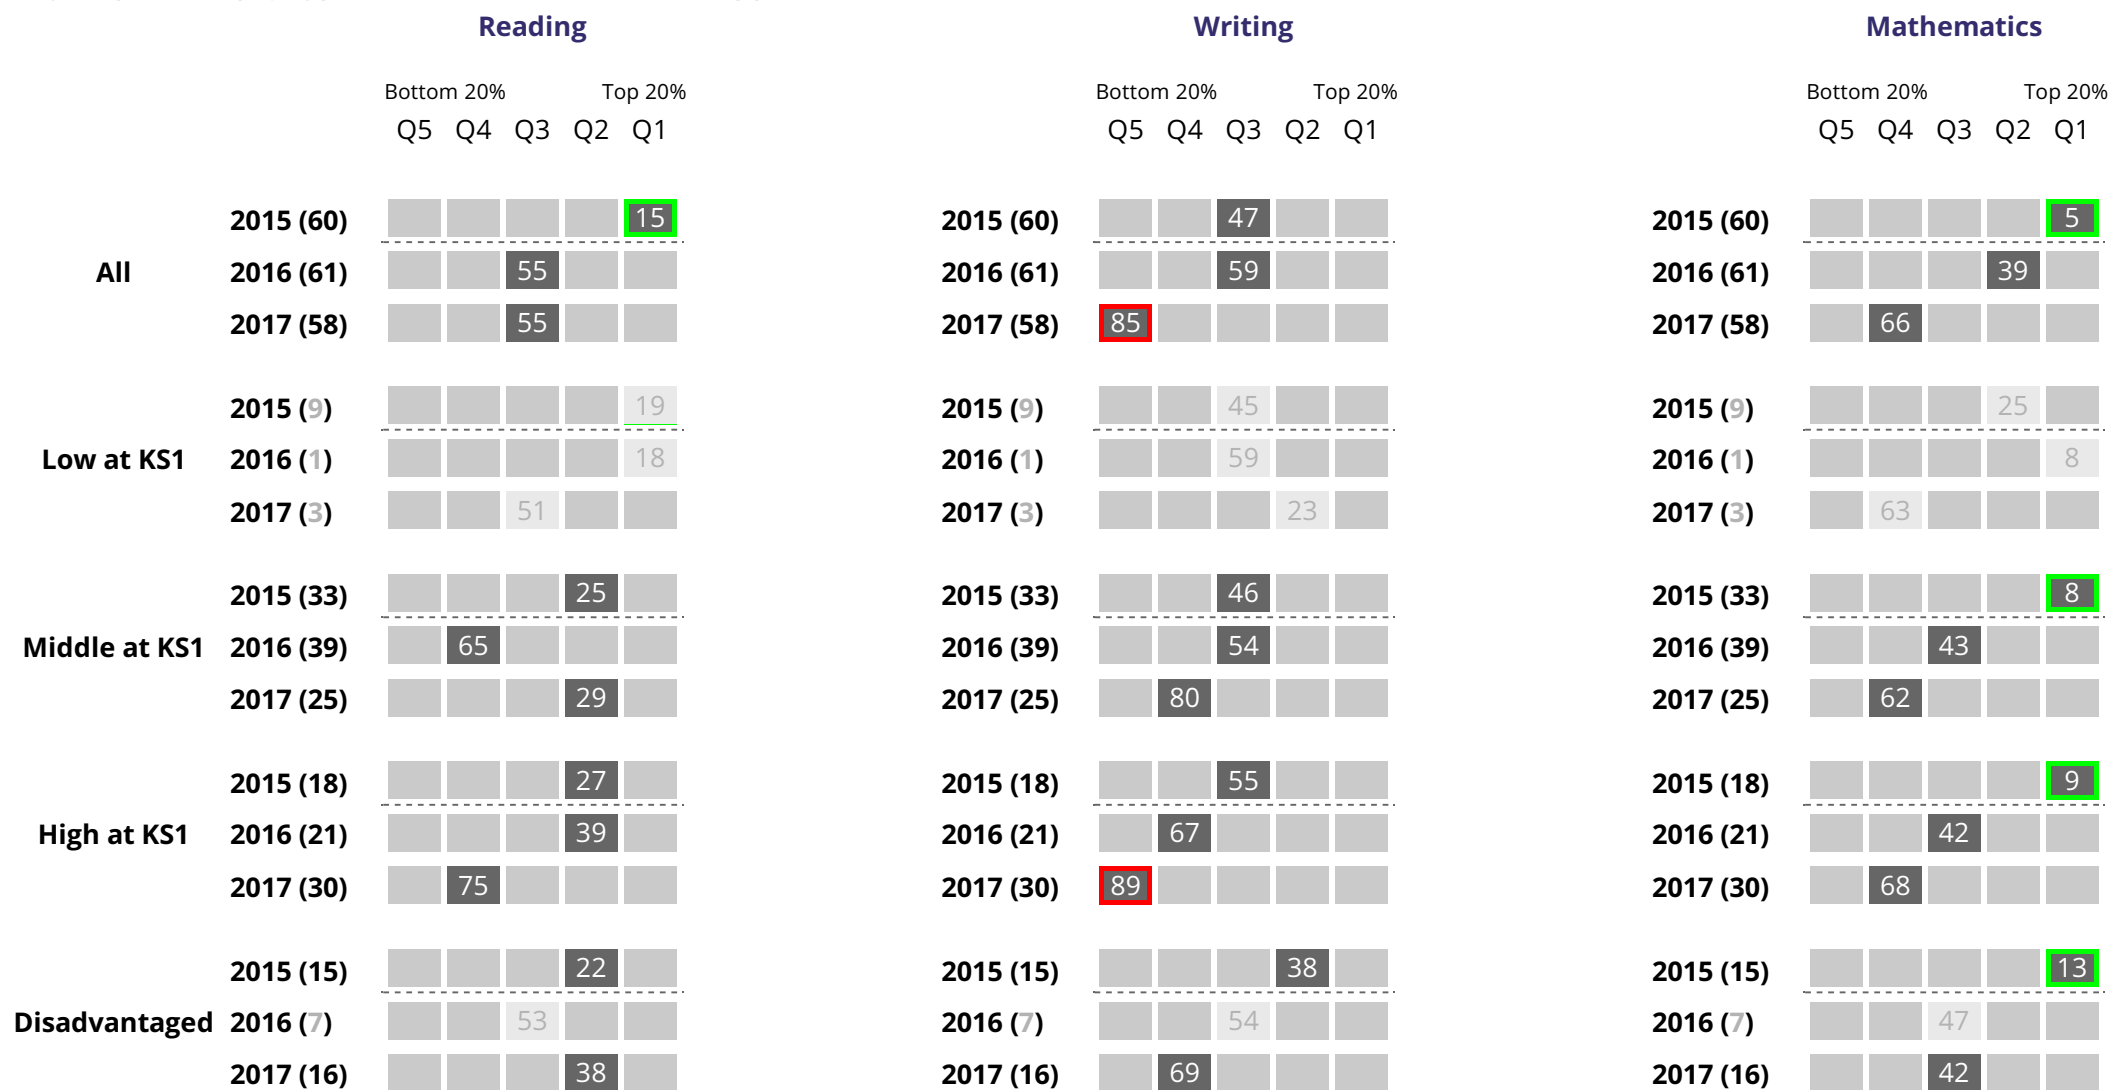 Reading Writing Mathematics
Bottom 20% Top 20% Bottom 20% Top 20% Bottom 20% Top 20%
Q5 Q4 Q3 Q2 Q1 Q5 Q4 Q3 Q2 Q1 Q5 Q4 Q3 Q2 Q1
2015 (60) 15 2015 (60) 47 2015 (60) 5
All 2016 (61) 55 2016 (61) 59 2016 (61) 39
2017 (58) 55 2017 (58) 85 2017 (58) 66
2015 (9) 19 2015 (9) 45 2015 (9) 25
Low at KS1 2016 (1) 18 2016 (1) 59 2016 (1) 8
2017 (3) 51 2017 (3) 23 2017 (3) 63
2015 (33) 25 2015 (33) 46 2015 (33) 8
Middle at KS1 2016 (39) 65 2016 (39) 54 2016 (39) 43
2017 (25) 29 2017 (25) 80 2017 (25) 62
2015 (18) 27 2015 (18) 55 2015 (18) 9
High at KS1 2016 (21) 39 2016 (21) 67 2016 (21) 42
2017 (30) 75 2017 (30) 89 2017 (30) 68
2015 (15) 22 2015 (15) 38 2015 (15) 13
Disadvantaged 2016 (7) 53 2016 (7) 54 2016 (7) 47
2017 (16) 38 2017 (16) 69 2017 (16) 42